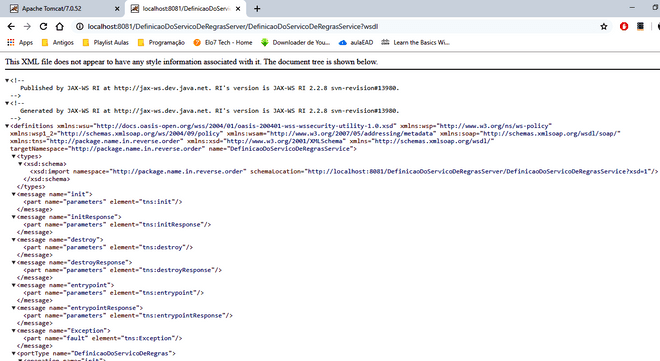 Apache Tomcat/7.0.52
localhost:8081/DefinicaoDoServic
localhost:8081/DefinicaoDoServicoDeRegrasServer/DefinicaoDoServicoDeRegrasService?wsdl
Apps Antigos Playlist Aulas Programação Elo7 Tech - Home Downloader de You... aulaEAD Learn the Basics Wi...
This XML file does not appear to have any style information associated with it. The document tree is shown below.
▼<!--
Published by JAX-WS RI at http://jax-ws.dev.java.net. RI's version is JAX-WS RI 2.2.8 svn-revision#13980.
-->
▼<!--
Generated by JAX-WS RI at http://jax-ws.dev.java.net. RI's version is JAX-WS RI 2.2.8 svn-revision#13980.
-->
▼<definitions xmlns:wsu="http://docs.oasis-open.org/wss/2004/01/oasis-200401-wss-wssecurity-utility-1.0.xsd" xmlns:wsp="http://www.w3.org/ns/ws-policy"
xmlns:wsp1_2="http://schemas.xmlsoap.org/ws/2004/09/policy" xmlns:wsam="http://www.w3.org/2007/05/addressing/metadata" xmlns:soap="http://schemas.xmlsoap.org/wsdl/soap/"
xmlns:tns="http://package.name.in.reverse.order" xmlns:xsd="http://www.w3.org/2001/XMLSchema" xmlns="http://schemas.xmlsoap.org/wsdl/"
targetNamespace="http://package.name.in.reverse.order" name="DefinicaoDoServicoDeRegrasService">
▼<types>
▼<xsd:schema>
<xsd:import namespace="http://package.name.in.reverse.order" schemaLocation="http://localhost:8081/DefinicaoDoServicoDeRegrasServer/DefinicaoDoServicoDeRegrasService?xsd=1"/>
</xsd:schema>
</types>
▼<message name="init">
<part name="parameters" element="tns:init"/>
</message>
▼<message name="initResponse">
<part name="parameters" element="tns:initResponse"/>
</message>
▼<message name="destroy">
<part name="parameters" element="tns:destroy"/>
</message>
▼<message name="destroyResponse">
<part name="parameters" element="tns:destroyResponse"/>
</message>
▼<message name="entrypoint">
<part name="parameters" element="tns:entrypoint"/>
</message>
▼<message name="entrypointResponse">
<part name="parameters" element="tns:entrypointResponse"/>
</message>
▼<message name="Exception">
<part name="fault" element="tns:Exception"/>
</message>
▼<portType name="DefinicaoDoServicoDeRegras">